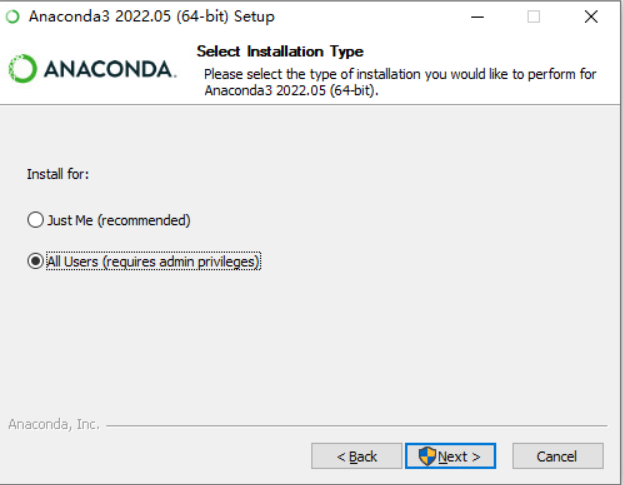 Anaconda3 2022.05 (64-bit) Setup
ANACONDA.
Select Installation Type
Please select the type of installation you would like to perform for
Anaconda3 2022.05 (64-bit).
Install for:
Just Me (recommended)
All Users (requires admin privileges)
Anaconda, Inc.
< Back
Next >
Cancel